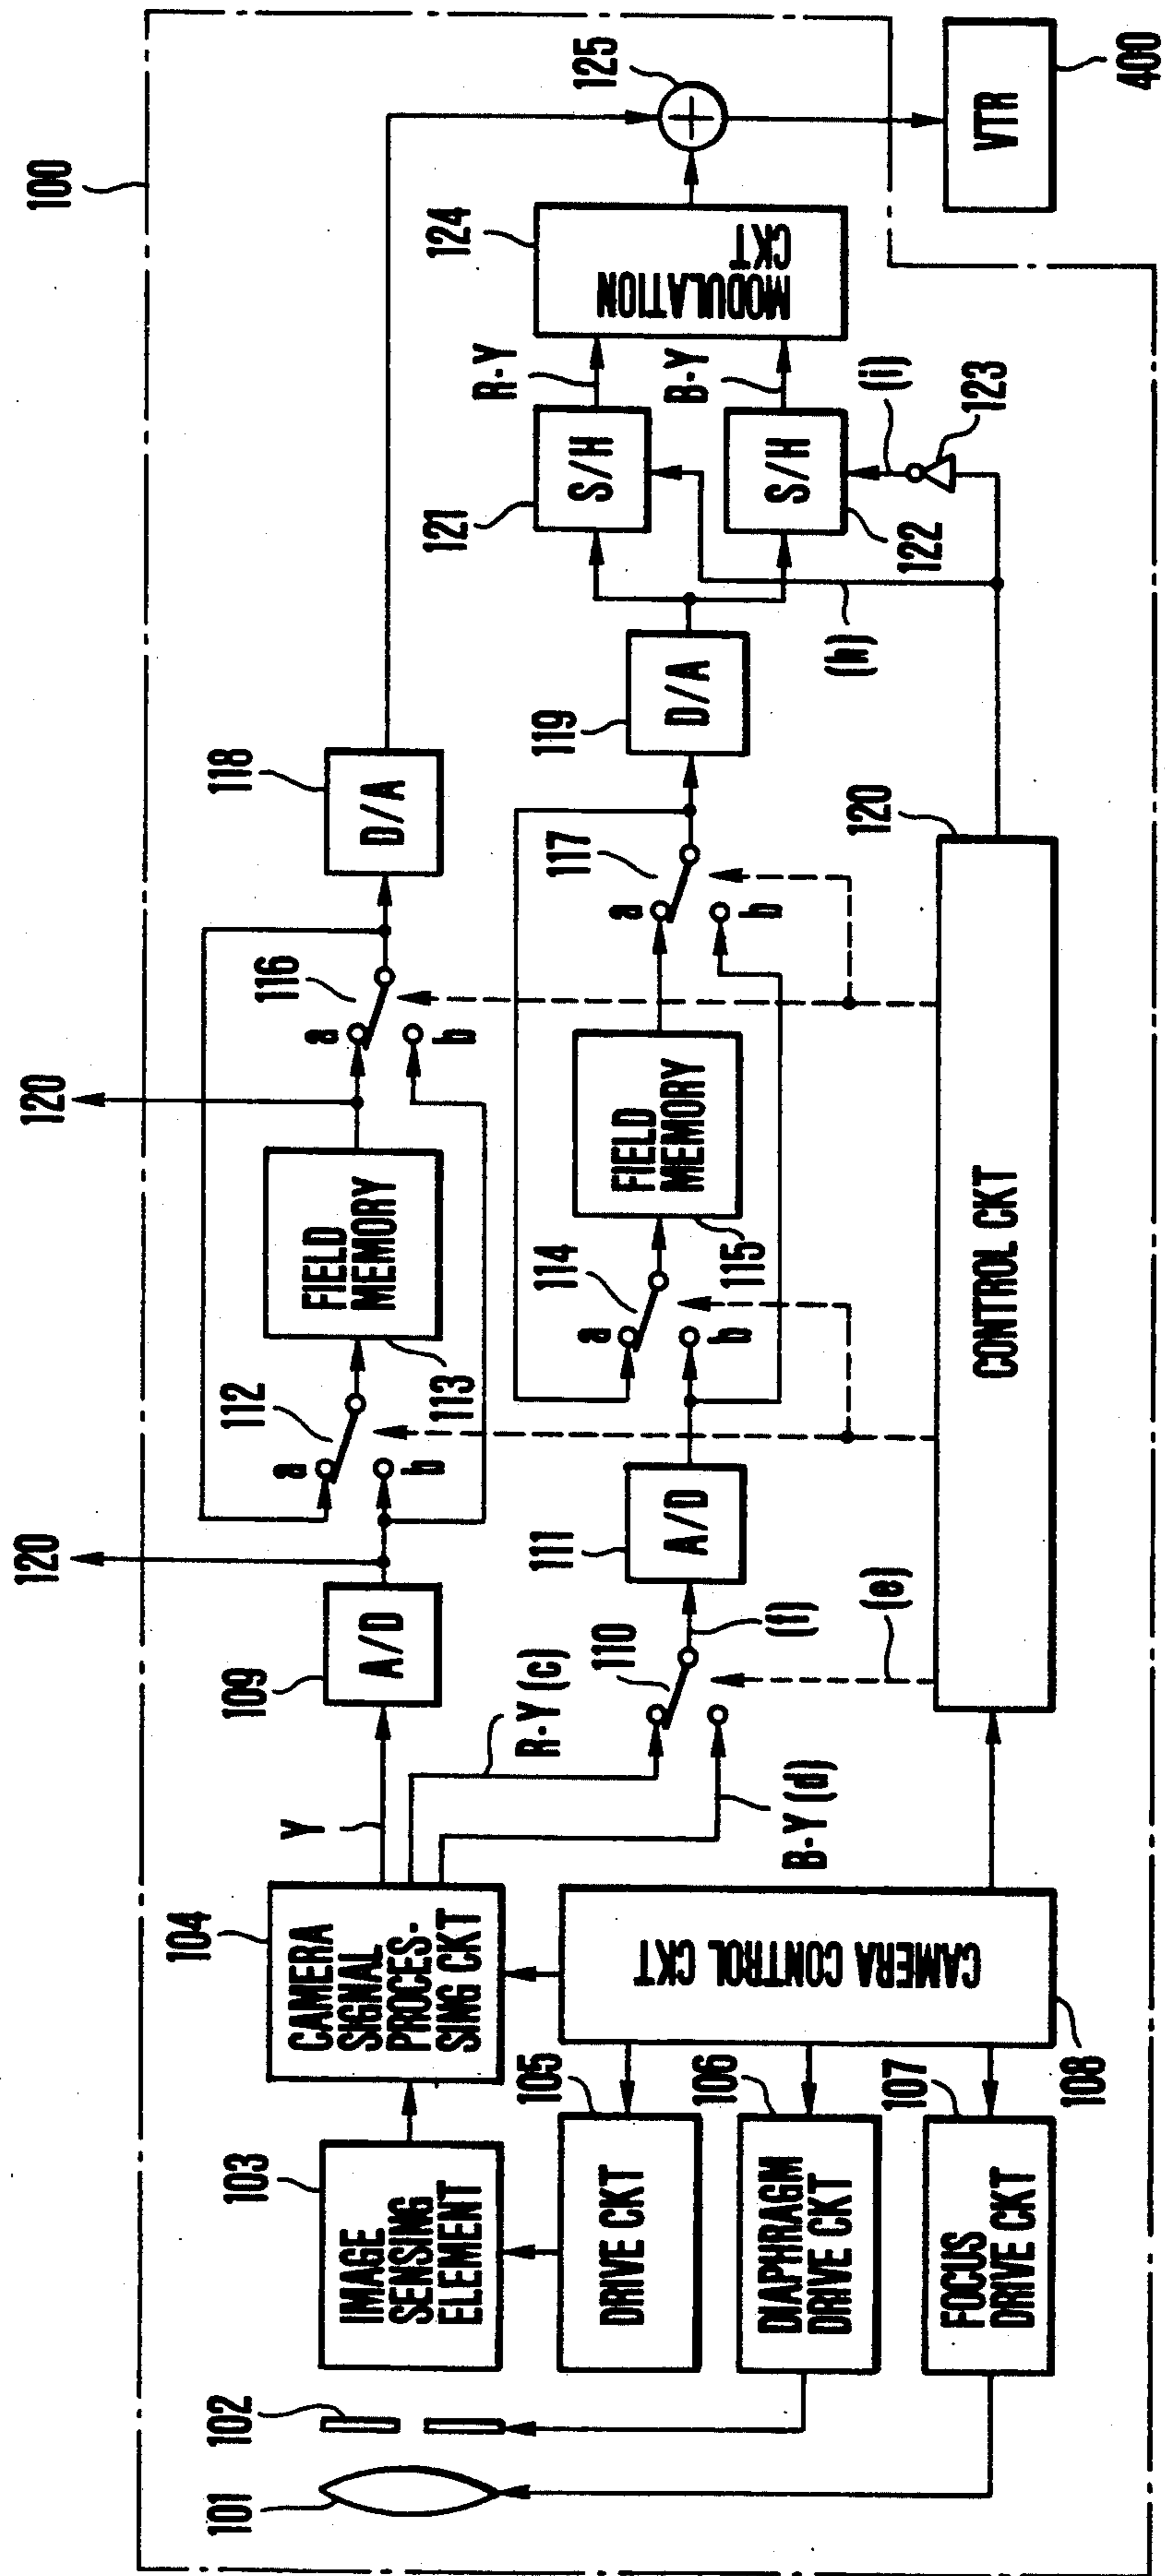 100
120
120
101
102
103
IMAGE
SENSING
ELEMENT
104
CAMERA
SIGNAL
PROCES-
SING CKT
Y
109
A/D
112
a
b
113
FIELD
MEMORY
116
a
b
118
D/A
125
R-Y (c)
B-Y (d)
110
(f)
111
A/D
114
a
b
115
FIELD
MEMORY
117
a
b
119
D/A
121
S/H
R-Y
122
S/H
B-Y
(h)
(i)
123
124
MODULATION
CKT
105
DRIVE CKT
106
DIAPHRAGM
DRIVE CKT
107
FOCUS
DRIVE CKT
108
CAMERA CONTROL CKT
(e)
120
CONTROL CKT
VTR
400